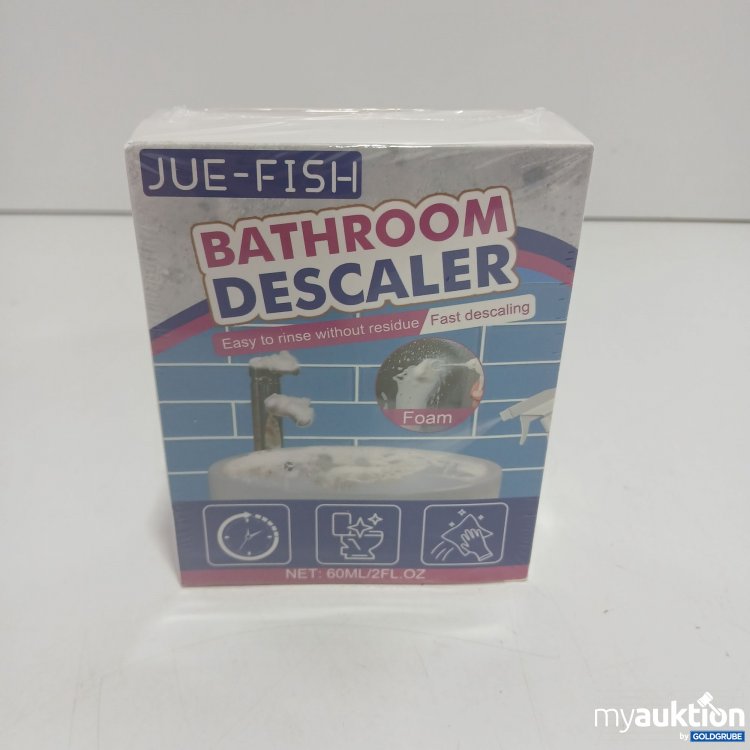 JUE-FISH
BATHROOM
DESCALER
Easy to rinse without residue Fast descaling
Foam
NET: 60ML/2FL.OZ
myauktion
by GOLDGRUBE